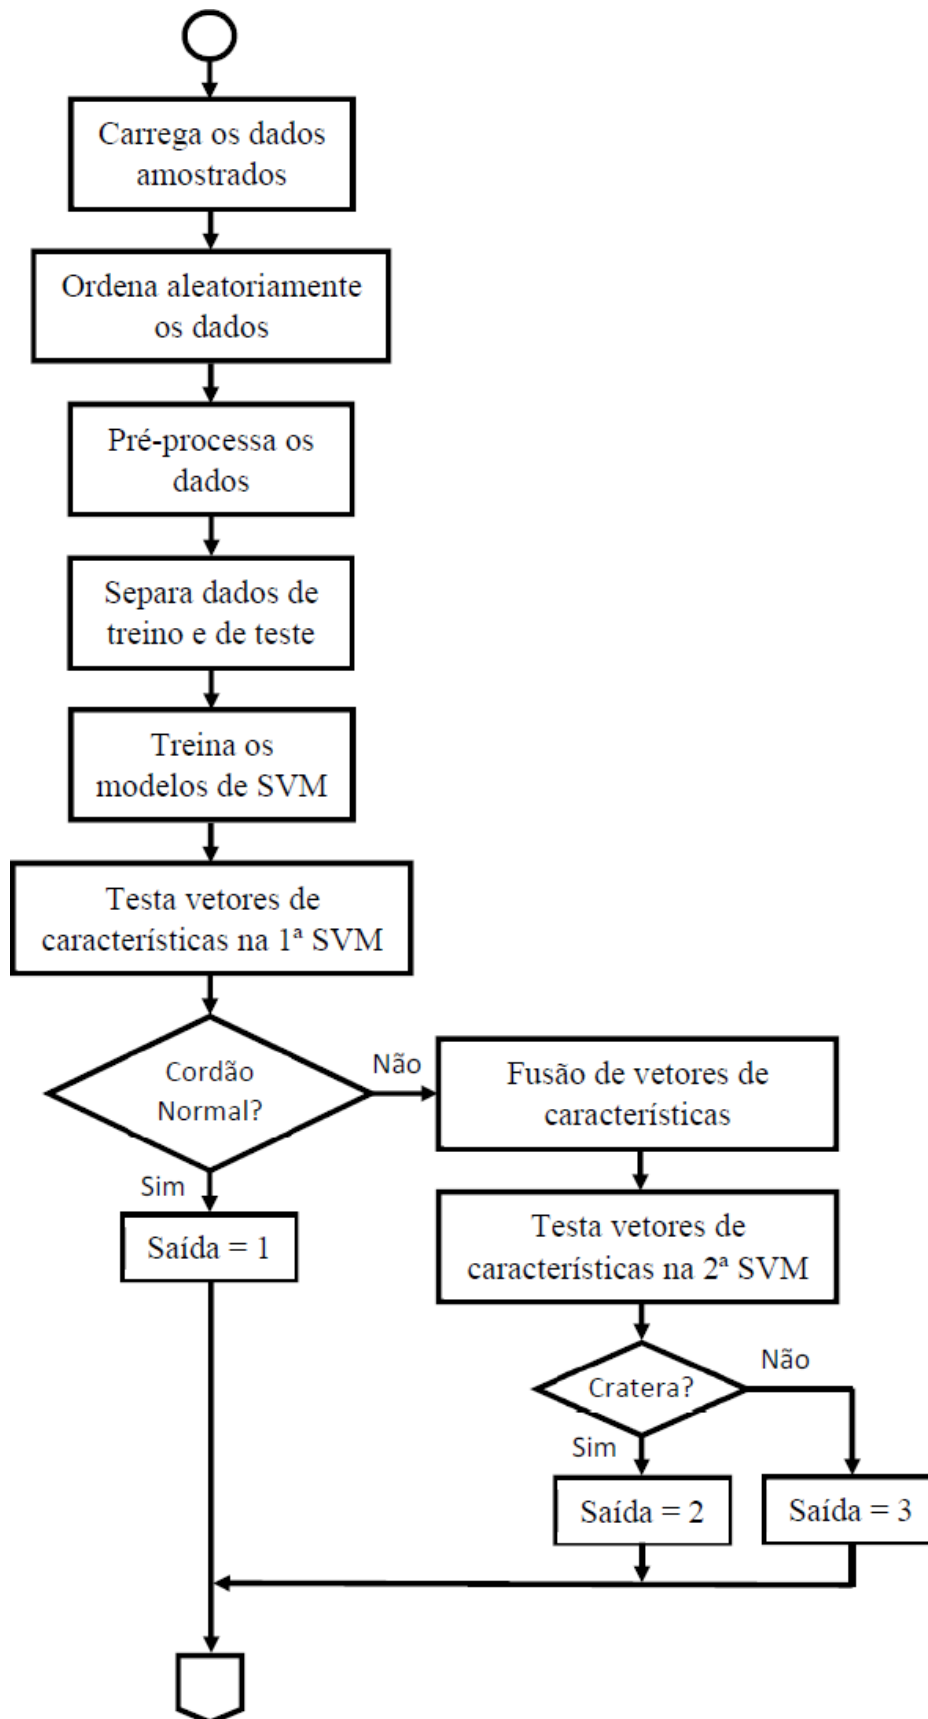 Carrega os dados
amostrados
Ordena aleatoriamente
os dados
Pré-processa os
dados
Separa dados de
treino e de teste
Treina os
modelos de SVM
Testa vetores de
características na 1ª SVM
Cordão
Normal?
Não
Sim
Saída = 1
Fusão de vetores de
características
Testa vetores de
características na 2ª SVM
Cratera?
Não
Sim
Saída = 2
Saída = 3